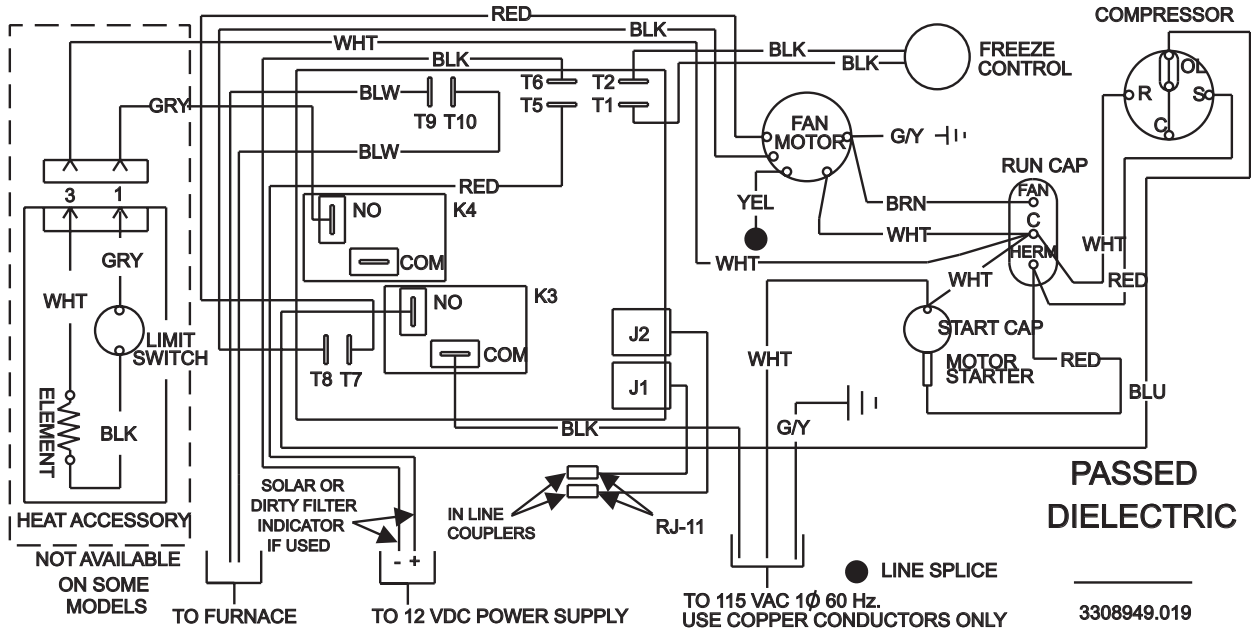 RED
COMPRESSOR
BLK
WHT
BLK
BLK
FREEZE
CONTROL
BLK
OL
T6
T2
BLW
R
S
GRY
T5
T1
T9 T10
C
FAN
MOTOR
G/Y
BLW
RUN CAP
3
1
RED
FAN
NO
K4
YEL
BRN
C
GRY
COM
WHT
WHT
WHT
HERM
WHT
NO
K3
WHT
RED
LIMIT
SWITCH
J2
START CAP
COM
WHT
MOTOR
STARTER
RED
T8 T7
J1
BLU
ELEMENT
BLK
BLK
G/Y
PASSED
DIELECTRIC
SOLAR OR
DIRTY FILTER
INDICATOR
IF USED
IN LINE
COUPLERS
RJ-11
HEAT ACCESSORY
NOT AVAILABLE
ON SOME
MODELS
- +
LINE SPLICE
TO FURNACE
TO 12 VDC POWER SUPPLY
TO 115 VAC 1Ø 60 Hz.
USE COPPER CONDUCTORS ONLY
3308949.019